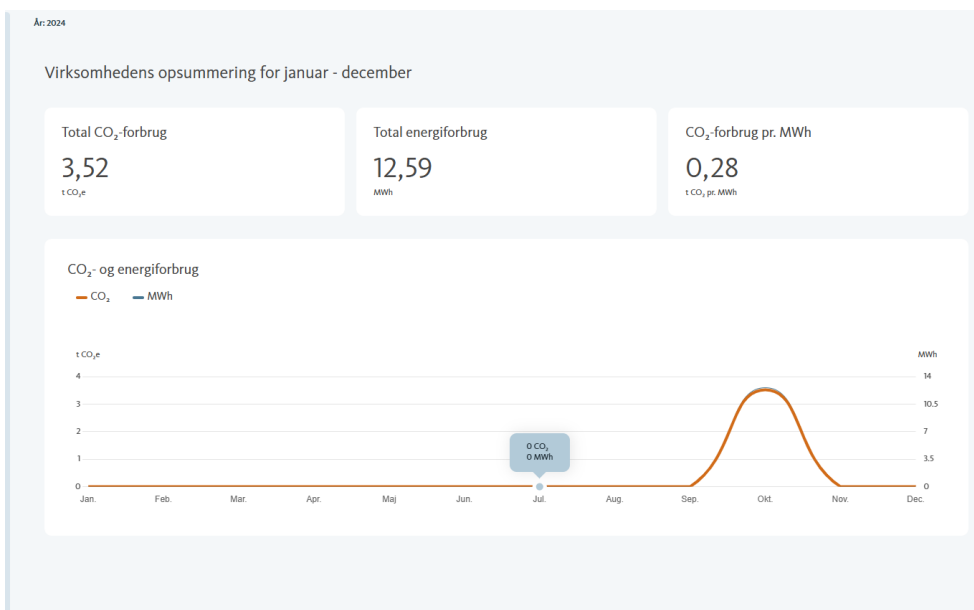 År: 2024
Virksomhedens opsummering for januar - december
Total CO₂-forbrug
3,52
t CO₂e
Total energiforbrug
12,59
MWh
CO₂-forbrug pr. MWh
0,28
t CO₂ pr. MWh
CO₂- og energiforbrug
CO₂ MWh
t CO₂e MWh
4 14
3 10.5
2 7
1 3.5
0 0
0 CO₂
0 MWh
Jan. Feb. Mar. Apr. Maj Jun. Jul. Aug. Sep. Okt. Nov. Dec.